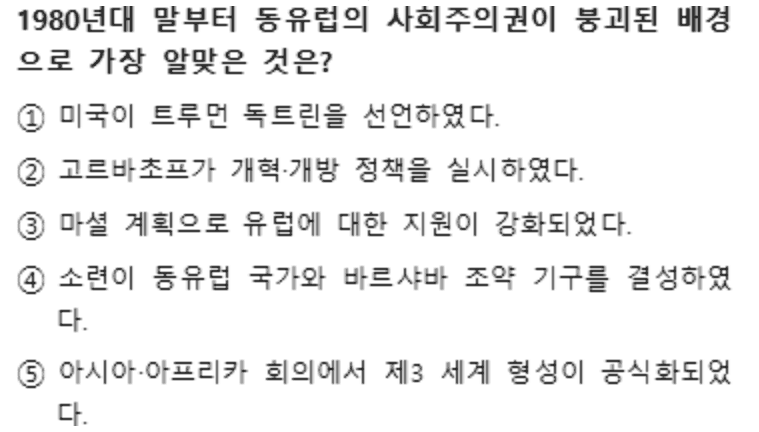 1980년대 말부터 동유럽의 사회주의권이 붕괴된 배경
으로 가장 알맞은 것은?
① 미국이 트루먼 독트린을 선언하였다.
② 고르바초프가 개혁·개방 정책을 실시하였다.
③ 마셜 계획으로 유럽에 대한 지원이 강화되었다.
④ 소련이 동유럽 국가와 바르샤바 조약 기구를 결성하였
다.
⑤ 아시아·아프리카 회의에서 제3 세계 형성이 공식화되었
다.